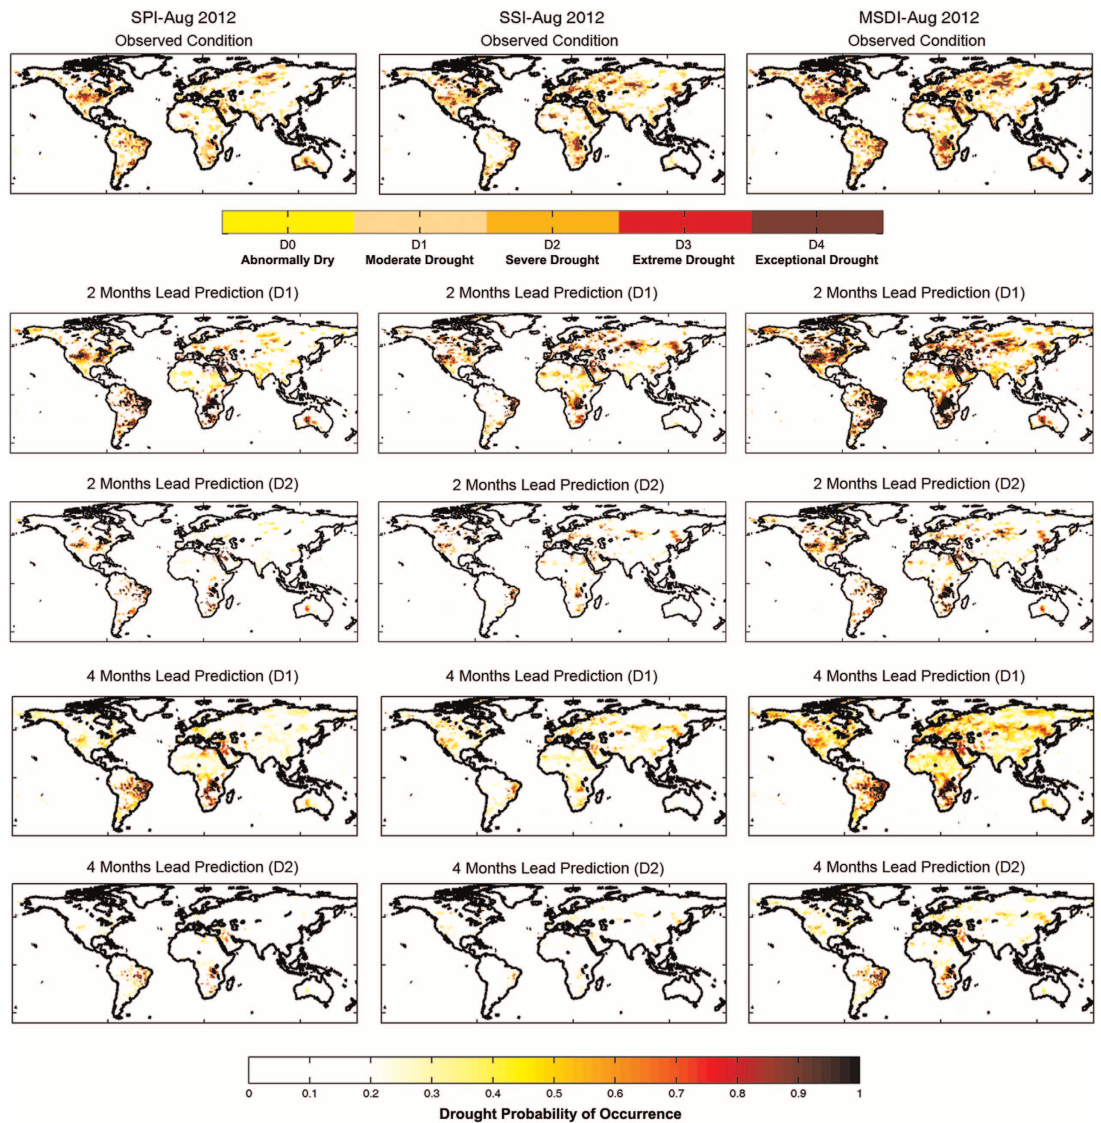 SPI-Aug 2012
SSI-Aug 2012
MSDI-Aug 2012
Observed Condition
Observed Condition
Observed Condition
D0
D1
D2
D3
D4
Abnormally Dry
Moderate Drought
Severe Drought
Extreme Drought
Exceptional Drought
2 Months Lead Prediction (D1)
2 Months Lead Prediction (D1)
2 Months Lead Prediction (D1)
2 Months Lead Prediction (D2)
2 Months Lead Prediction (D2)
2 Months Lead Prediction (D2)
4 Months Lead Prediction (D1)
4 Months Lead Prediction (D1)
4 Months Lead Prediction (D1)
4 Months Lead Prediction (D2)
4 Months Lead Prediction (D2)
4 Months Lead Prediction (D2)
0 0.1 0.2 0.3 0.4 0.5 0.6 0.7 0.8 0.9 1
Drought Probability of Occurrence